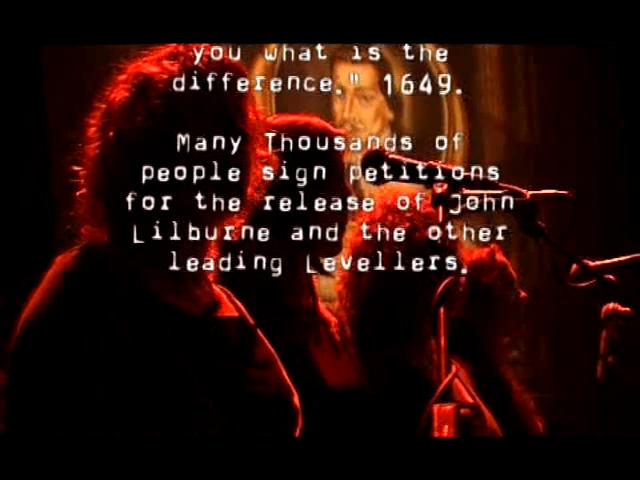 you what is the
difference." 1649.
Many Thousands of
people sign petitions
for the release of John
Lilburne and the other
leading Levellers.